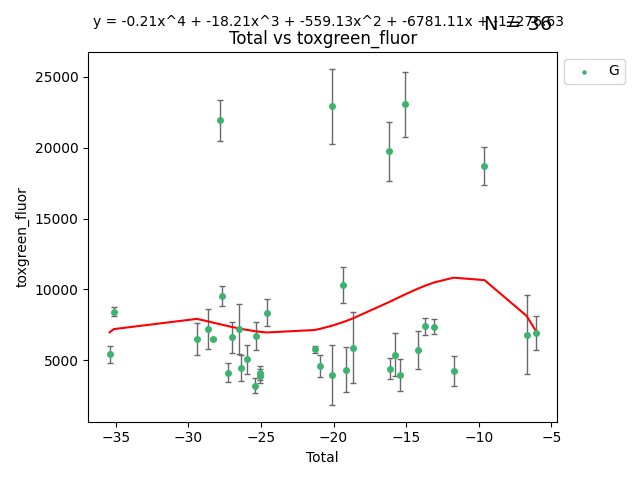 y = -0.21x^4 + -18.21x^3 + -559.13x^2 + -6781.11x +
N = 36
Total vs toxgreen_fluor
G
25000
20000
15000
10000
5000
toxgreen_fluor
−35 −30 −25 −20 −15 −10 −5
Total